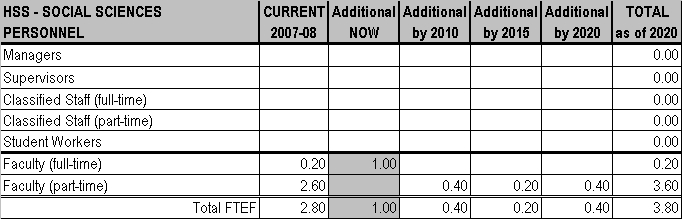 HSS - SOCIAL SCIENCES CURRENT Additional Additional Additional Additional TOTAL
PERSONNEL 2007-08 NOW by 2010 by 2015 by 2020 as of 2020
Managers 0.00
Supervisors 0.00
Classified Staff (full-time) 0.00
Classified Staff (part-time) 0.00
Student Workers 0.00
Faculty (full-time) 0.20 1.00 0.20
Faculty (part-time) 2.60 0.40 0.20 0.40 3.60
Total FTEF 2.80 1.00 0.40 0.20 0.40 3.80